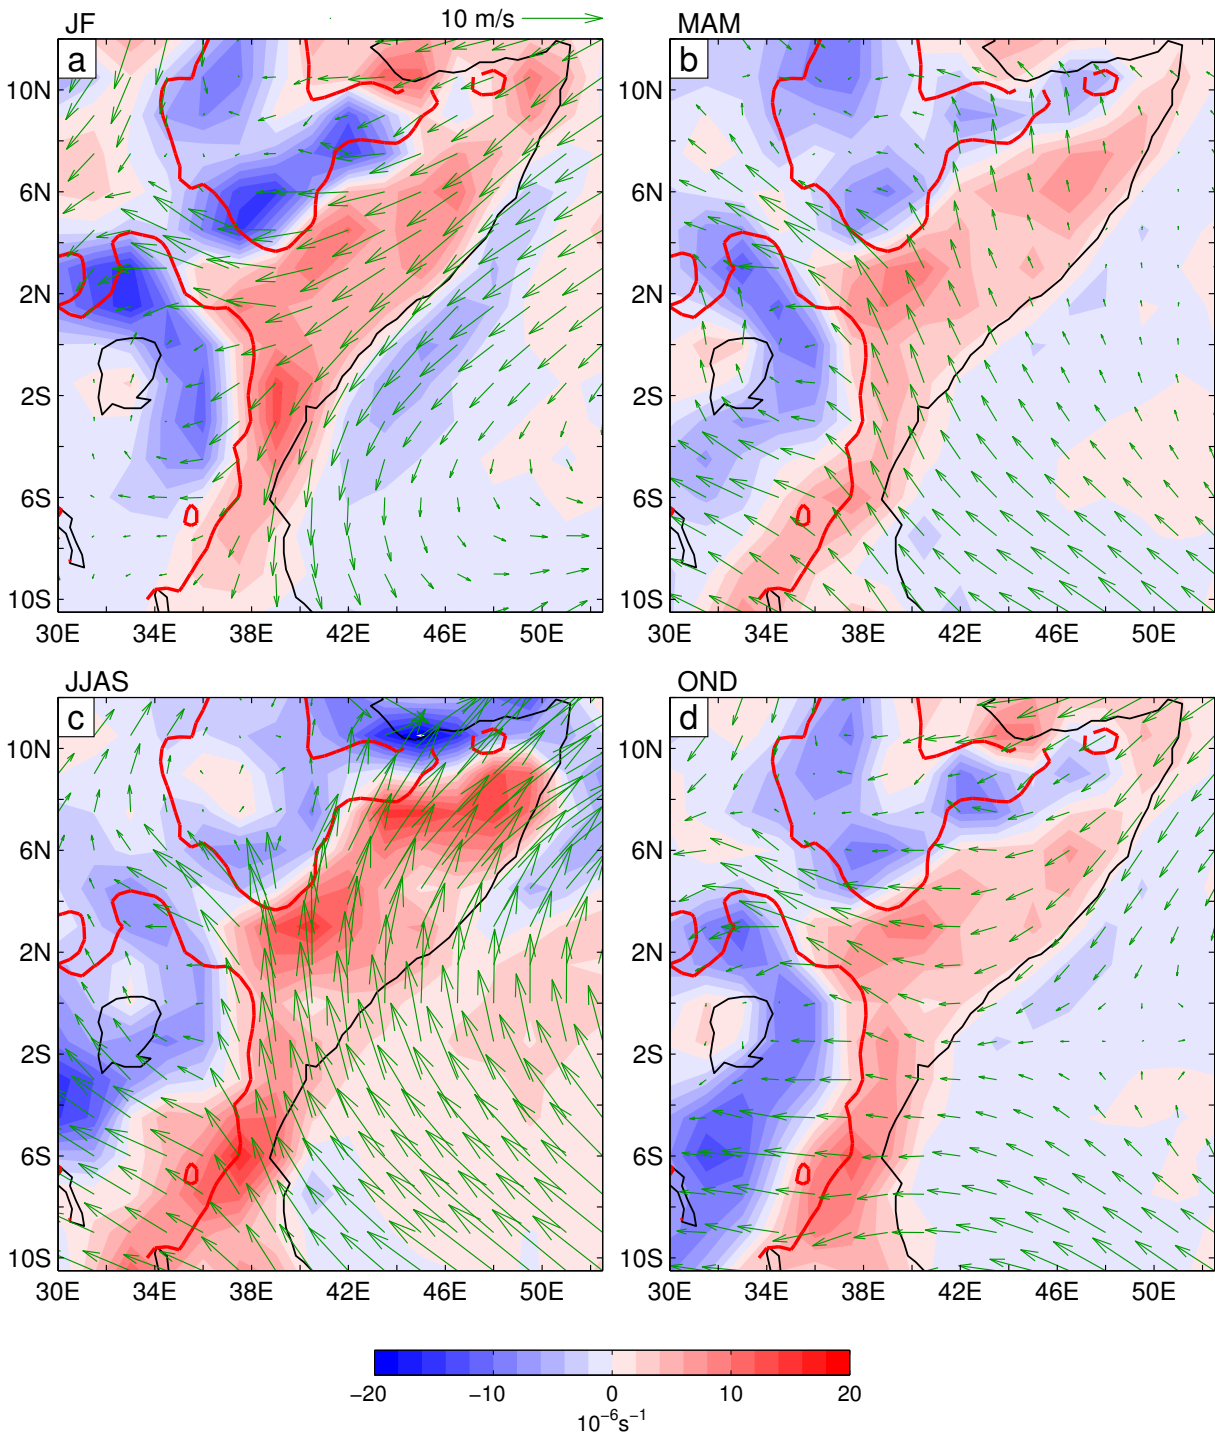 JF 10 m/s MAM
a b
10N 10N
6N 6N
2N 2N
2S 2S
6S 6S
10S 10S
30E 34E 38E 42E 46E 50E 30E 34E 38E 42E 46E 50E
JJAS OND
c d
10N 10N
6N 6N
2N 2N
2S 2S
6S 6S
10S 10S
30E 34E 38E 42E 46E 50E 30E 34E 38E 42E 46E 50E
−20 −10 0 10 20
10⁻⁶s⁻¹